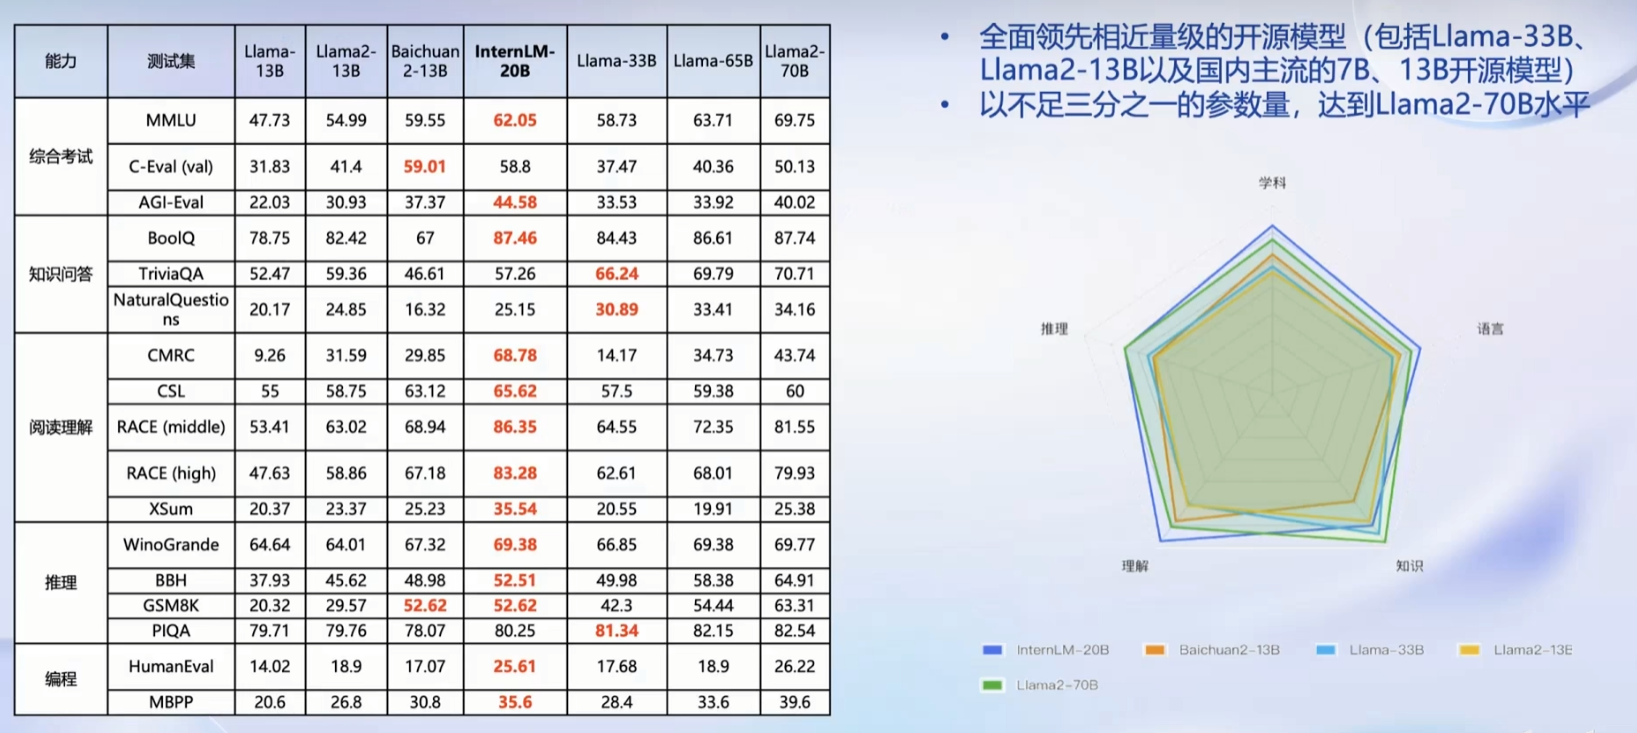 能力 测试集 Llama-13B Llama2-13B Baichuan2-13B InternLM-20B Llama-33B Llama-65B Llama2-70B
综合考试
MMLU 47.73 54.99 59.55 62.05 58.73 63.71 69.75
C-Eval (val) 31.83 41.4 59.01 58.8 37.47 40.36 50.13
AGI-Eval 22.03 30.93 37.37 44.58 33.53 33.92 40.02
知识问答
BoolQ 78.75 82.42 67 87.46 84.43 86.61 87.74
TriviaQA 52.47 59.36 46.61 57.26 66.24 69.79 70.71
NaturalQuestions 20.17 24.85 16.32 25.15 30.89 33.41 34.16
阅读理解
CMRC 9.26 31.59 29.85 68.78 14.17 34.73 43.74
CSL 55 58.75 63.12 65.62 57.5 59.38 60
RACE (middle) 53.41 63.02 68.94 86.35 64.55 72.35 81.55
RACE (high) 47.63 58.86 67.18 83.28 62.61 68.01 79.93
XSum 20.37 23.37 25.23 35.54 20.55 19.91 25.38
推理
WinoGrande 64.64 64.01 67.32 69.38 66.85 69.38 69.77
BBH 37.93 45.62 48.98 52.51 49.98 58.38 64.91
GSM8K 20.32 29.57 52.62 52.62 42.3 54.44 63.31
PIQA 79.71 79.76 78.07 80.25 81.34 82.15 82.54
编程
HumanEval 14.02 18.9 17.07 25.61 17.68 18.9 26.22
MBPP 20.6 26.8 30.8 35.6 28.4 33.6 39.6
• 全面领先相近量级的开源模型（包括Llama-33B、
Llama2-13B以及国内主流的7B、13B开源模型）
• 以不足三分之一的参数量，达到Llama2-70B水平
学科
推理
语言
理解
知识
InternLM-20B Baichuan2-13B Llama-33B Llama2-13B
Llama2-70B